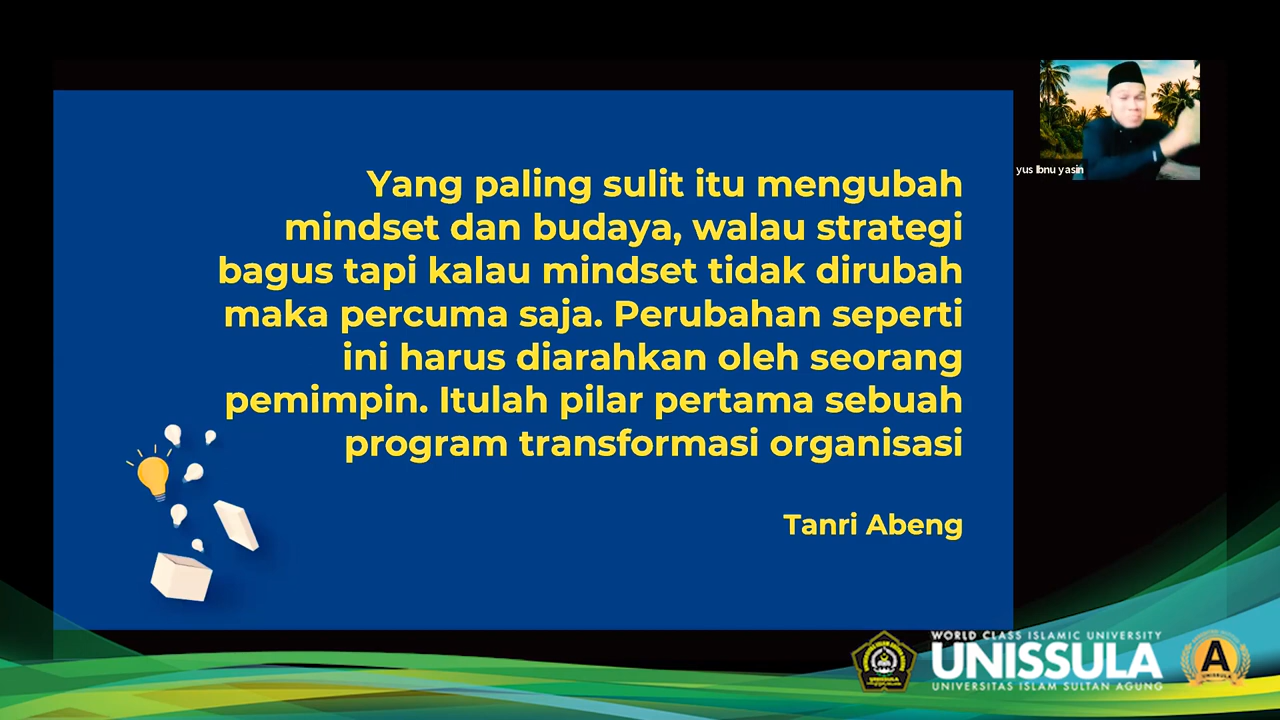 Yang paling sulit itu mengubah
mindset dan budaya, walau strategi
bagus tapi kalau mindset tidak dirubah
maka percuma saja. Perubahan seperti
ini harus diarahkan oleh seorang
pemimpin. Itulah pilar pertama sebuah
program transformasi organisasi
Tanri Abeng
yus Ibnu yasin
WORLD CLASS ISLAMIC UNIVERSITY
UNISSULA
UNIVERSITAS ISLAM SULTAN AGUNG
A
UNISSULA